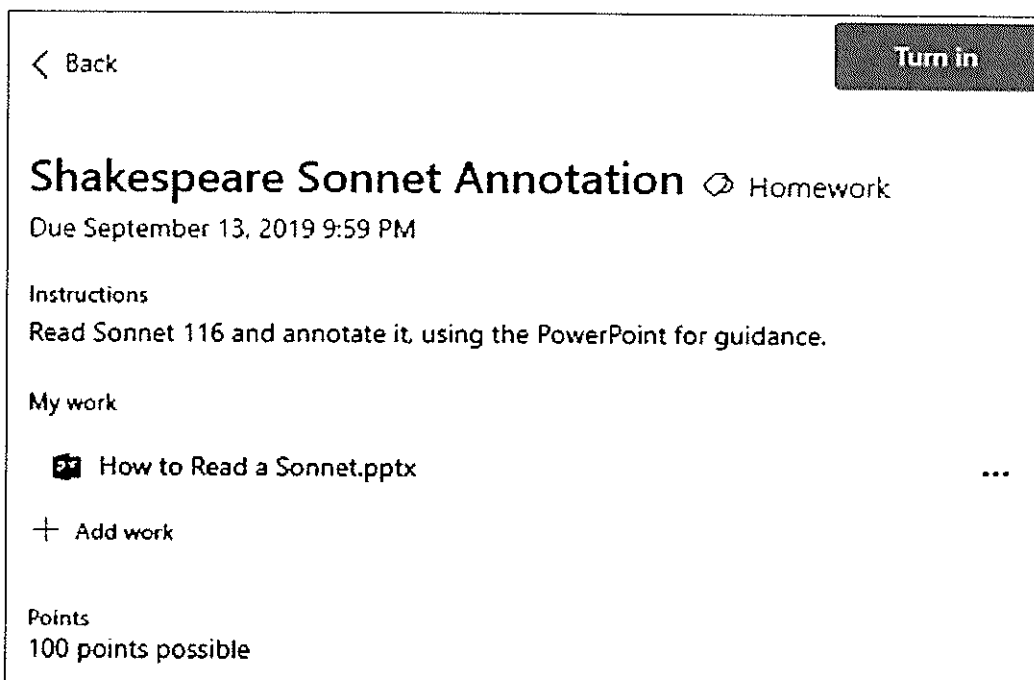 Back
Turn in
Shakespeare Sonnet Annotation Homework
Due September 13, 2019 9:59 PM
Instructions
Read Sonnet 116 and annotate it, using the PowerPoint for guidance.
My work
How to Read a Sonnet.pptx
...
+ Add work
Points
100 points possible